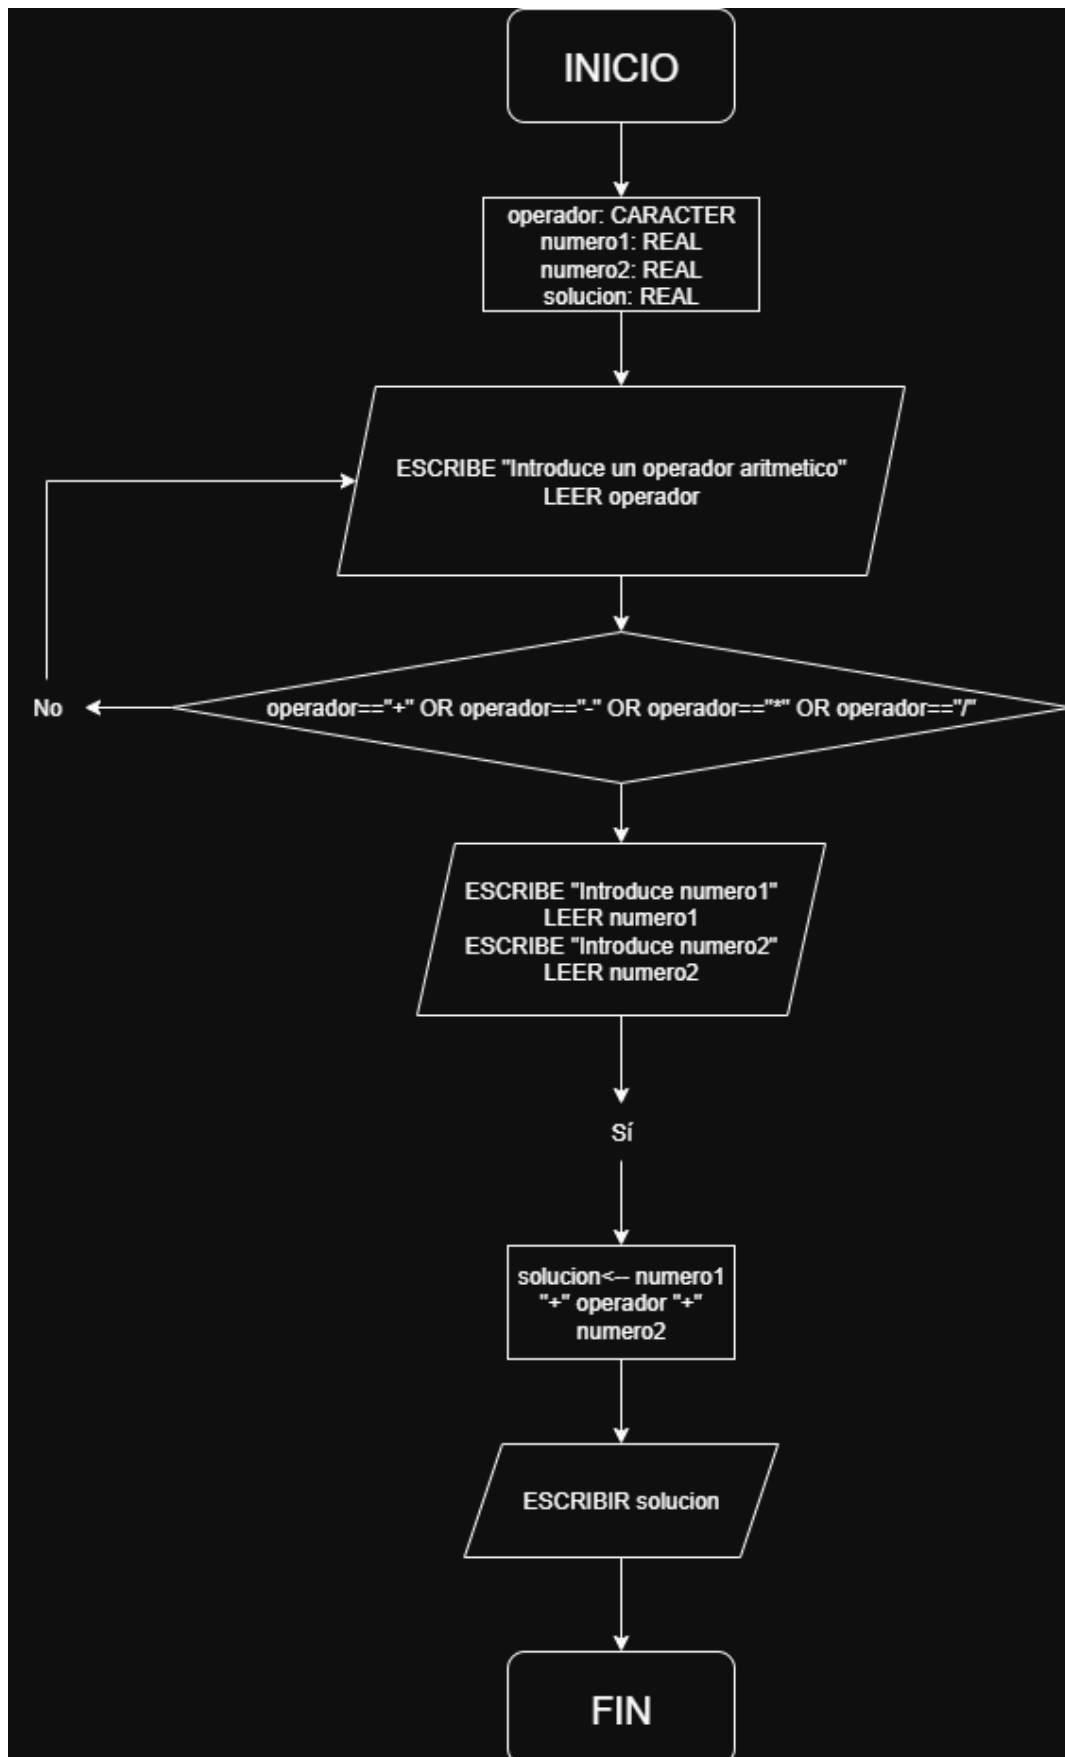 INICIO
operador: CARACTER
numero1: REAL
numero2: REAL
solucion: REAL
ESCRIBE "Introduce un operador aritmetico"
LEER operador
No
operador=="+" OR operador=="-" OR operador=="*" OR operador=="/"
ESCRIBE "Introduce numero1"
LEER numero1
ESCRIBE "Introduce numero2"
LEER numero2
Sí
solucion<-- numero1
"+" operador "+"
numero2
ESCRIBIR solucion
FIN